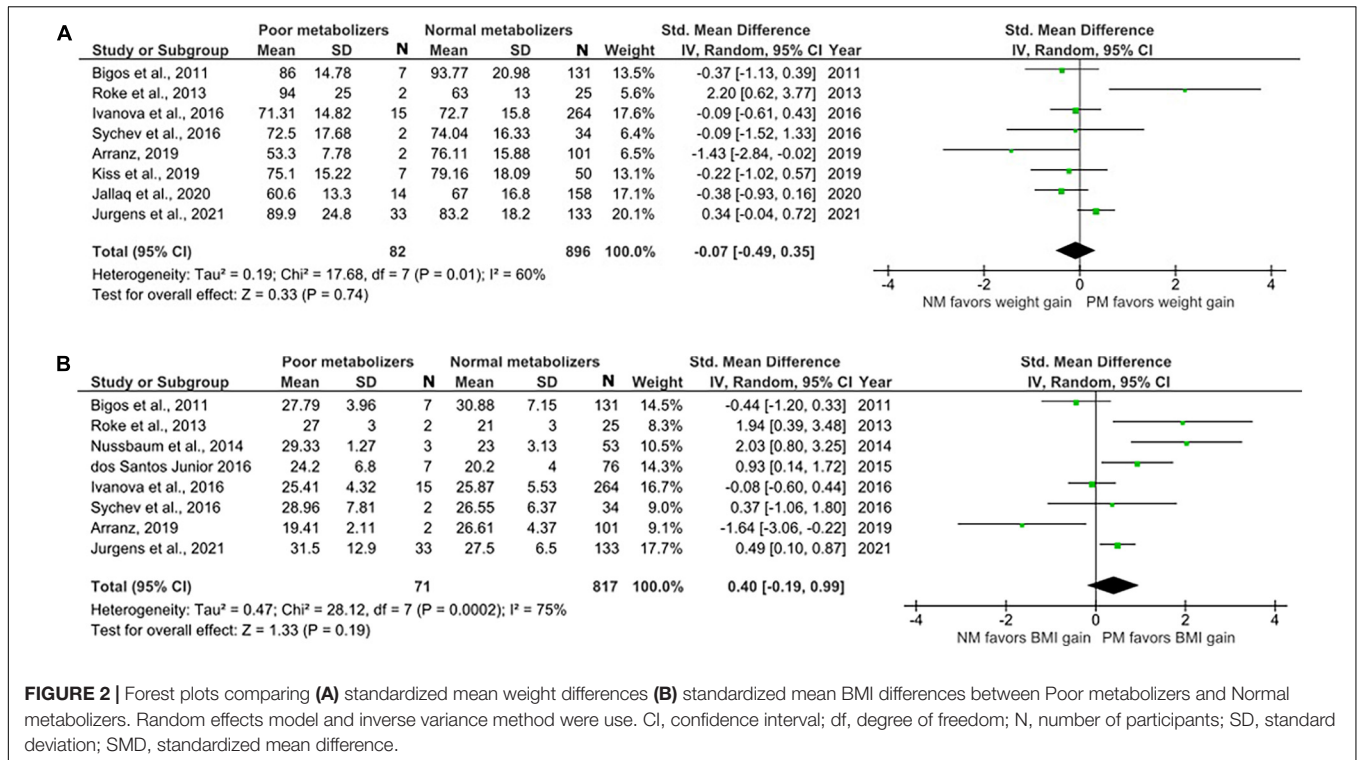 A
Poor metabolizers Normal metabolizers Std. Mean Difference Std. Mean Difference
Study or Subgroup Mean SD N Mean SD N Weight IV, Random, 95% CI Year IV, Random, 95% CI
Bigos et al., 2011 86 14.78 7 93.77 20.98 131 13.5% -0.37 [-1.13, 0.39] 2011
Roke et al., 2013 94 25 2 63 13 25 5.6% 2.20 [0.62, 3.77] 2013
Ivanova et al., 2016 71.31 14.82 15 72.7 15.8 264 17.6% -0.09 [-0.61, 0.43] 2016
Sychev et al., 2016 72.5 17.68 2 74.04 16.33 34 6.4% -0.09 [-1.52, 1.33] 2016
Arranz, 2019 53.3 7.78 2 76.11 15.88 101 6.5% -1.43 [-2.84, -0.02] 2019
Kiss et al., 2019 75.1 15.22 7 79.16 18.09 50 13.1% -0.22 [-1.02, 0.57] 2019
Jallaq et al., 2020 60.6 13.3 14 67 16.8 158 17.1% -0.38 [-0.93, 0.16] 2020
Jurgens et al., 2021 89.9 24.8 33 83.2 18.2 133 20.1% 0.34 [-0.04, 0.72] 2021
Total (95% CI) 82 896 100.0% -0.07 [-0.49, 0.35]
Heterogeneity: Tau² = 0.19; Chi² = 17.68, df = 7 (P = 0.01); I² = 60%
Test for overall effect: Z = 0.33 (P = 0.74)
-4 -2 0 2 4
NM favors weight gain PM favors weight gain
B
Poor metabolizers Normal metabolizers Std. Mean Difference Std. Mean Difference
Study or Subgroup Mean SD N Mean SD N Weight IV, Random, 95% CI Year IV, Random, 95% CI
Bigos et al., 2011 27.79 3.96 7 30.88 7.15 131 14.5% -0.44 [-1.20, 0.33] 2011
Roke et al., 2013 27 3 2 21 3 25 8.3% 1.94 [0.39, 3.48] 2013
Nussbaum et al., 2014 29.33 1.27 3 23 3.13 53 10.5% 2.03 [0.80, 3.25] 2014
dos Santos Junior 2016 24.2 6.8 7 20.2 4 76 14.3% 0.93 [0.14, 1.72] 2015
Ivanova et al., 2016 25.41 4.32 15 25.87 5.53 264 16.7% -0.08 [-0.60, 0.44] 2016
Sychev et al., 2016 28.96 7.81 2 26.55 6.37 34 9.0% 0.37 [-1.06, 1.80] 2016
Arranz, 2019 19.41 2.11 2 26.61 4.37 101 9.1% -1.64 [-3.06, -0.22] 2019
Jurgens et al., 2021 31.5 12.9 33 27.5 6.5 133 17.7% 0.49 [0.10, 0.87] 2021
Total (95% CI) 71 817 100.0% 0.40 [-0.19, 0.99]
Heterogeneity: Tau² = 0.47; Chi² = 28.12, df = 7 (P = 0.0002); I² = 75%
Test for overall effect: Z = 1.33 (P = 0.19)
-4 -2 0 2 4
NM favors BMI gain PM favors BMI gain
FIGURE 2 | Forest plots comparing (A) standardized mean weight differences (B) standardized mean BMI differences between Poor metabolizers and Normal
metabolizers. Random effects model and inverse variance method were use. CI, confidence interval; df, degree of freedom; N, number of participants; SD, standard
deviation; SMD, standardized mean difference.